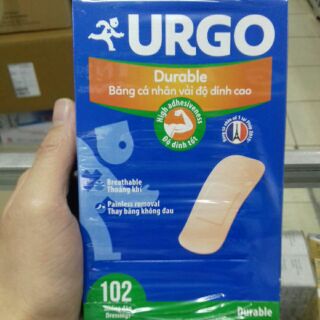 URGO
Durable
Băng cá nhân vải độ dính cao
High adhesiveness
Độ dính tốt
Breathable
Thoáng khí
Painless removal
Thay băng không đau
102
Dressings
Durable